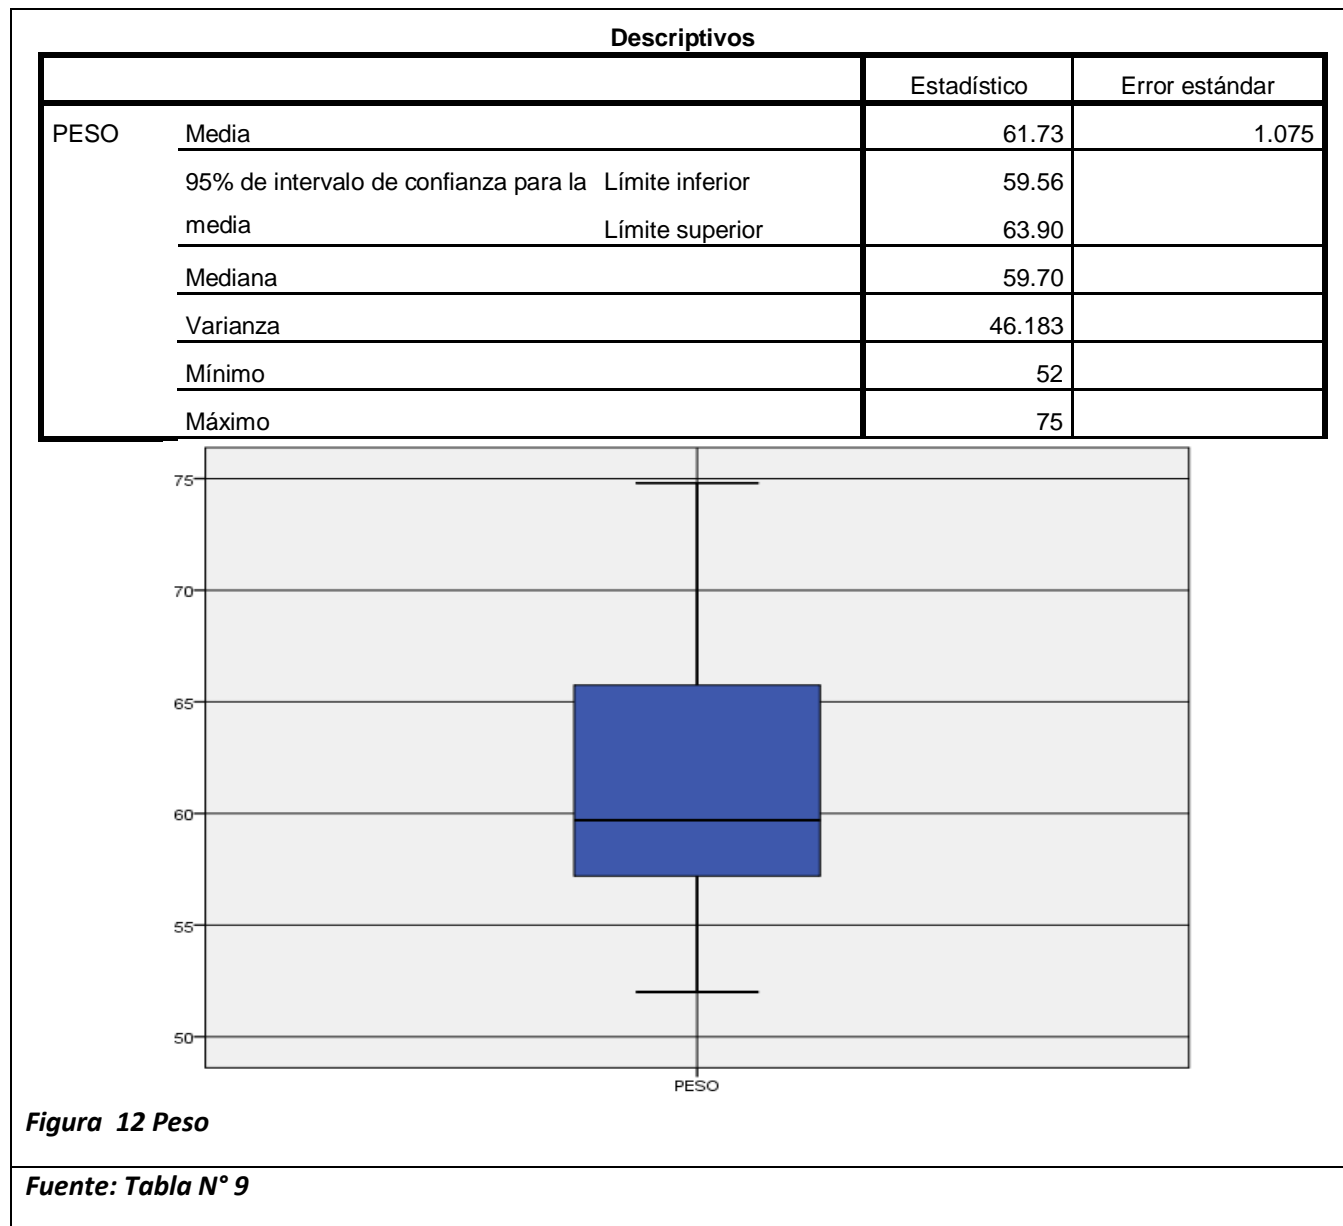 Descriptivos
Estadístico Error estándar
PESO Media 61.73 1.075
95% de intervalo de confianza para la Límite inferior 59.56
media Límite superior 63.90
Mediana 59.70
Varianza 46.183
Mínimo 52
Máximo 75
75
70
65
60
55
50
PESO
Figura 12 Peso
Fuente: Tabla N° 9